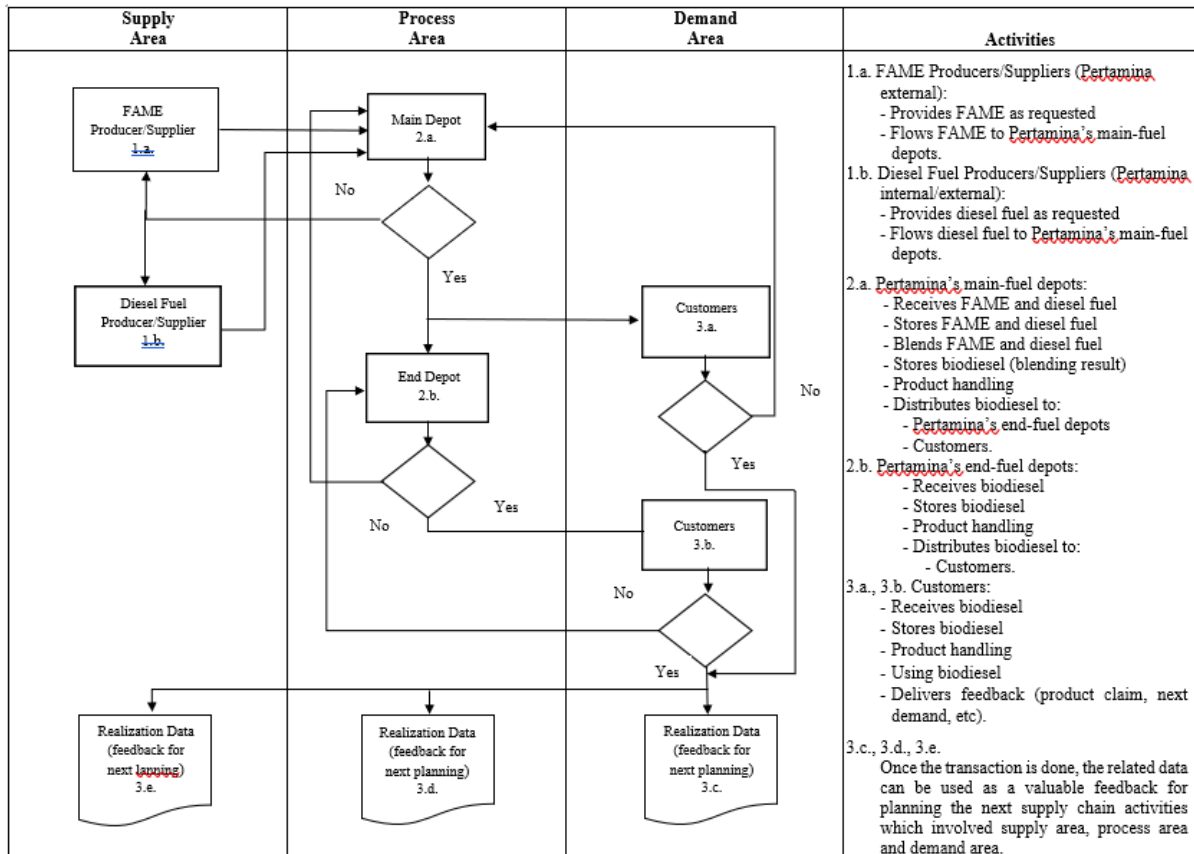 Supply
Area
Process
Area
Demand
Area
Activities
FAME
Producer/Supplier
1.a.
Main Depot
2.a.
No
Yes
Diesel Fuel
Producer/Supplier
1.b.
Customers
3.a.
No
Yes
End Depot
2.b.
No
Yes
Customers
3.b.
No
Yes
Realization Data
(feedback for
next lanning)
3.e.
Realization Data
(feedback for
next planning)
3.d.
Realization Data
(feedback for
next planning)
3.c.
1.a. FAME Producers/Suppliers (Pertamina
external):
- Provides FAME as requested
- Flows FAME to Pertamina's main-fuel
depots.
1.b. Diesel Fuel Producers/Suppliers (Pertamina
internal/external):
- Provides diesel fuel as requested
- Flows diesel fuel to Pertamina's main-fuel
depots.
2.a. Pertamina's main-fuel depots:
- Receives FAME and diesel fuel
- Stores FAME and diesel fuel
- Blends FAME and diesel fuel
- Stores biodiesel (blending result)
- Product handling
- Distributes biodiesel to:
- Pertamina's end-fuel depots
- Customers.
2.b. Pertamina's end-fuel depots:
- Receives biodiesel
- Stores biodiesel
- Product handling
- Distributes biodiesel to:
- Customers.
3.a., 3.b. Customers:
- Receives biodiesel
- Stores biodiesel
- Product handling
- Using biodiesel
- Delivers feedback (product claim, next
demand, etc).
3.c., 3.d., 3.e.
Once the transaction is done, the related data
can be used as a valuable feedback for
planning the next supply chain activities
which involved supply area, process area
and demand area.